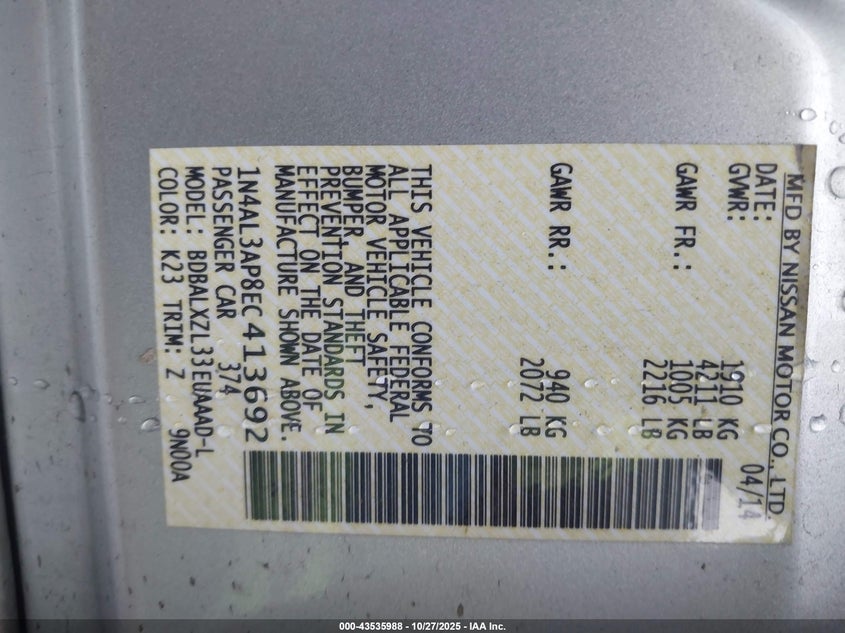 MFD BY NISSAN MOTOR CO., LTD.
DATE: 04/14
GVWR: 1910 KG
4211 LB
GAWR FR.: 1005 KG
2216 LB
GAWR RR.: 940 KG
2072 LB
THIS VEHICLE CONFORMS TO
ALL APPLICABLE FEDERAL
MOTOR VEHICLE SAFETY,
BUMPER, AND THEFT
PREVENTION STANDARDS IN
EFFECT ON THE DATE OF
MANUFACTURE SHOWN ABOVE.
1N4AL3AP8EC413692
PASSENGER CAR 374
MODEL: BDBALXZL33EUAAAD-L
COLOR: K23 TRIM: Z 9N00A
000-43535988 - 10/27/2025 - IAA Inc.